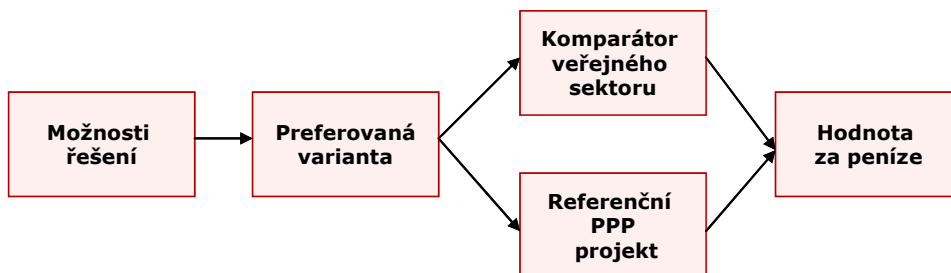 Možnosti
řešení
Preferovaná
varianta
Komparátor
veřejného
sektoru
Referenční
PPP
projekt
Hodnota
za peníze